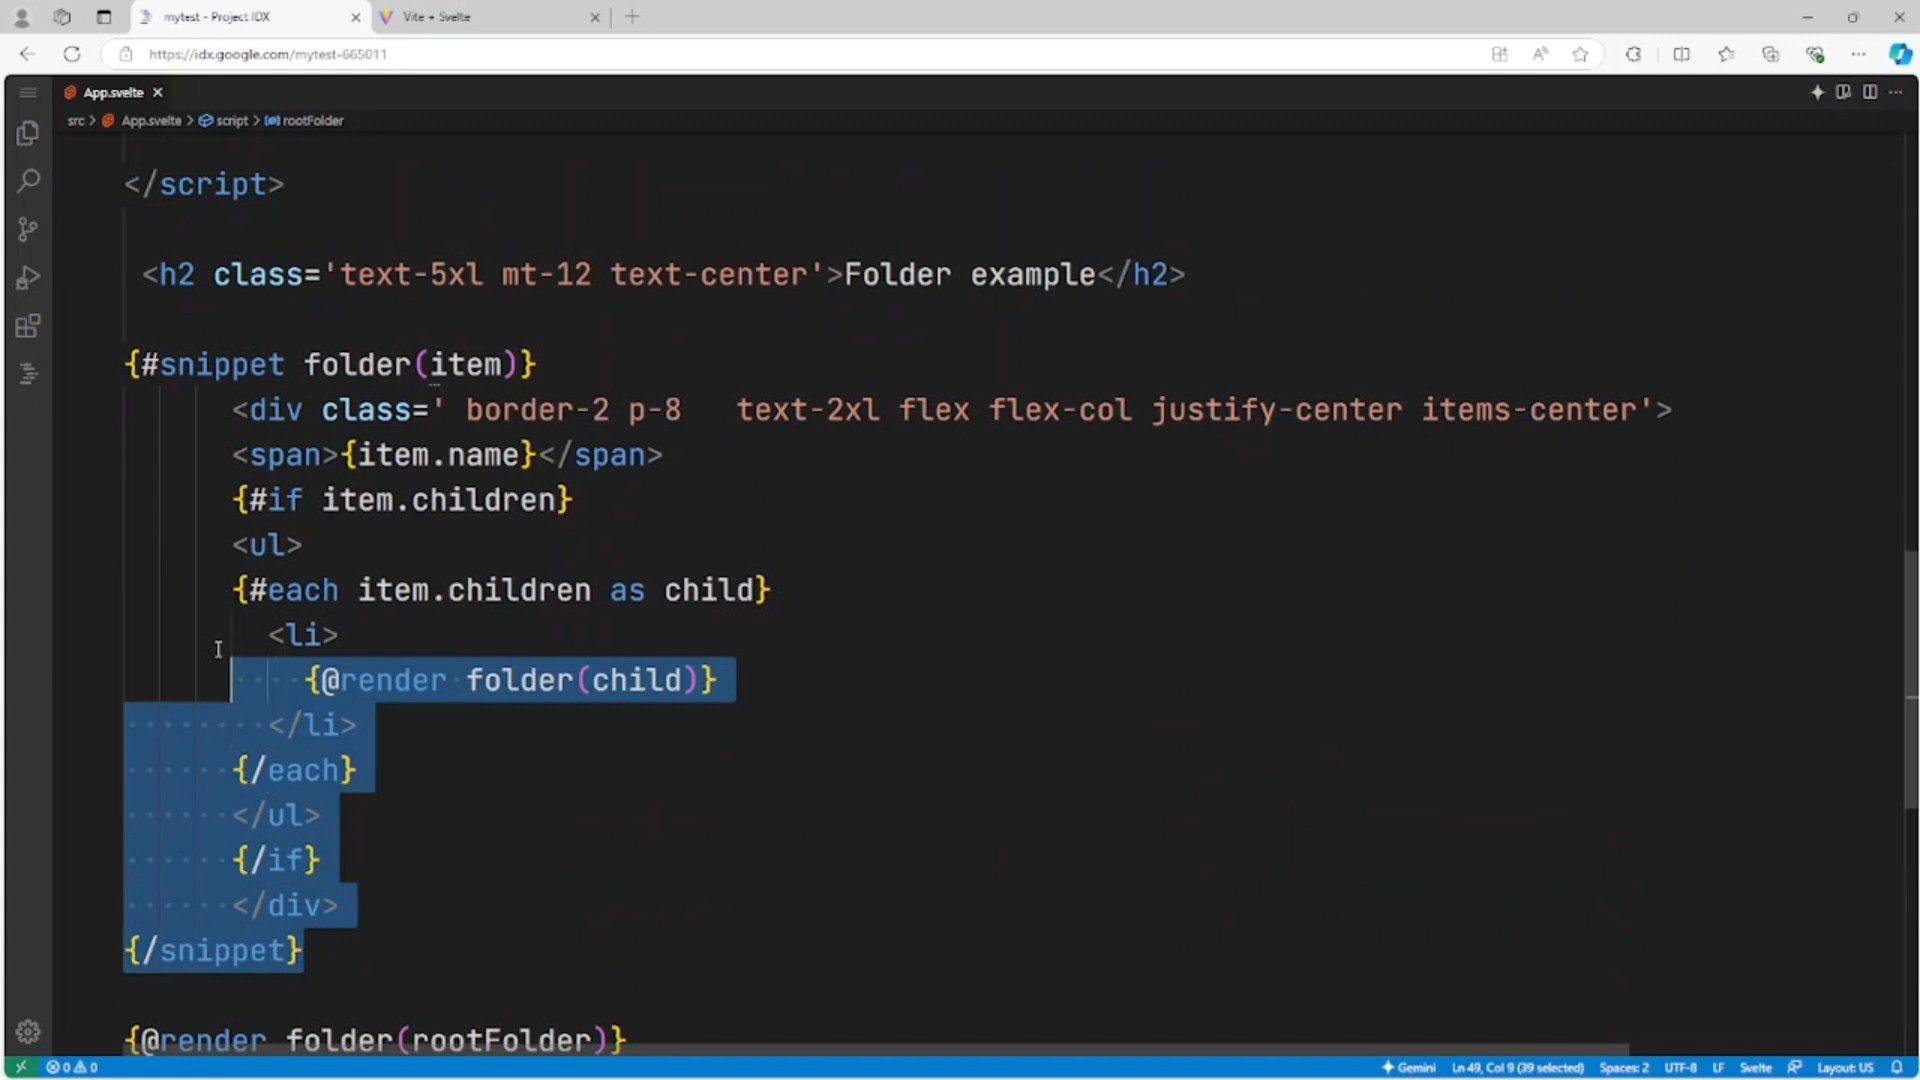 mytest - Project IDX
Vite + Svelte
https://idx.google.com/mytest-665011
App.svelte
src > App.svelte > script > rootFolder
</script>
<h2 class='text-5xl mt-12 text-center'>Folder example</h2>
{#snippet folder(item)}
<div class=' border-2 p-8   text-2xl flex flex-col justify-center items-center'>
<span>{item.name}</span>
{#if item.children}
<ul>
{#each item.children as child}
<li>
{@render folder(child)}
</li>
{/each}
</ul>
{/if}
</div>
{/snippet}
{@render folder(rootFolder)}
0 0 Gemini Ln 49, Col 9 (39 selected) Spaces: 2 UTF-8 LF Svelte Layout: US